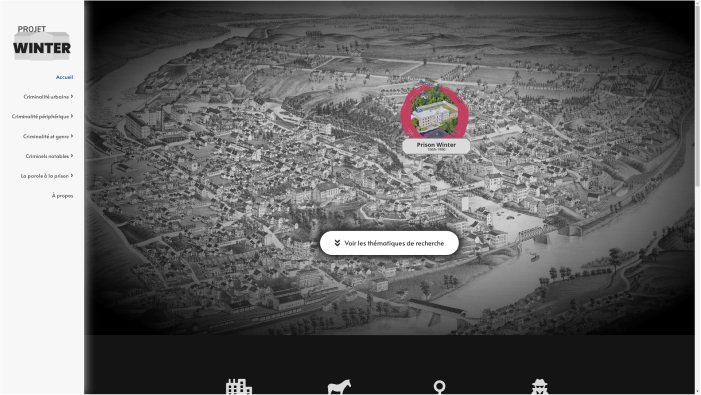 PROJET
WINTER
Accueil
Criminalité urbaine
Criminalité périphérique
Criminalité et genre
Criminels notables
La parole à la prison
À propos
Prison Winter
Voir les thématiques de recherche